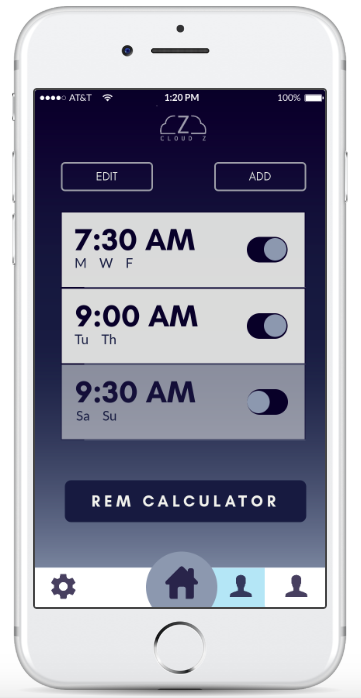 AT&T 1:20 PM 100%
Z
CLOUD Z
EDIT ADD
7:30 AM
M W F
9:00 AM
Tu Th
9:30 AM
Sa Su
REM CALCULATOR